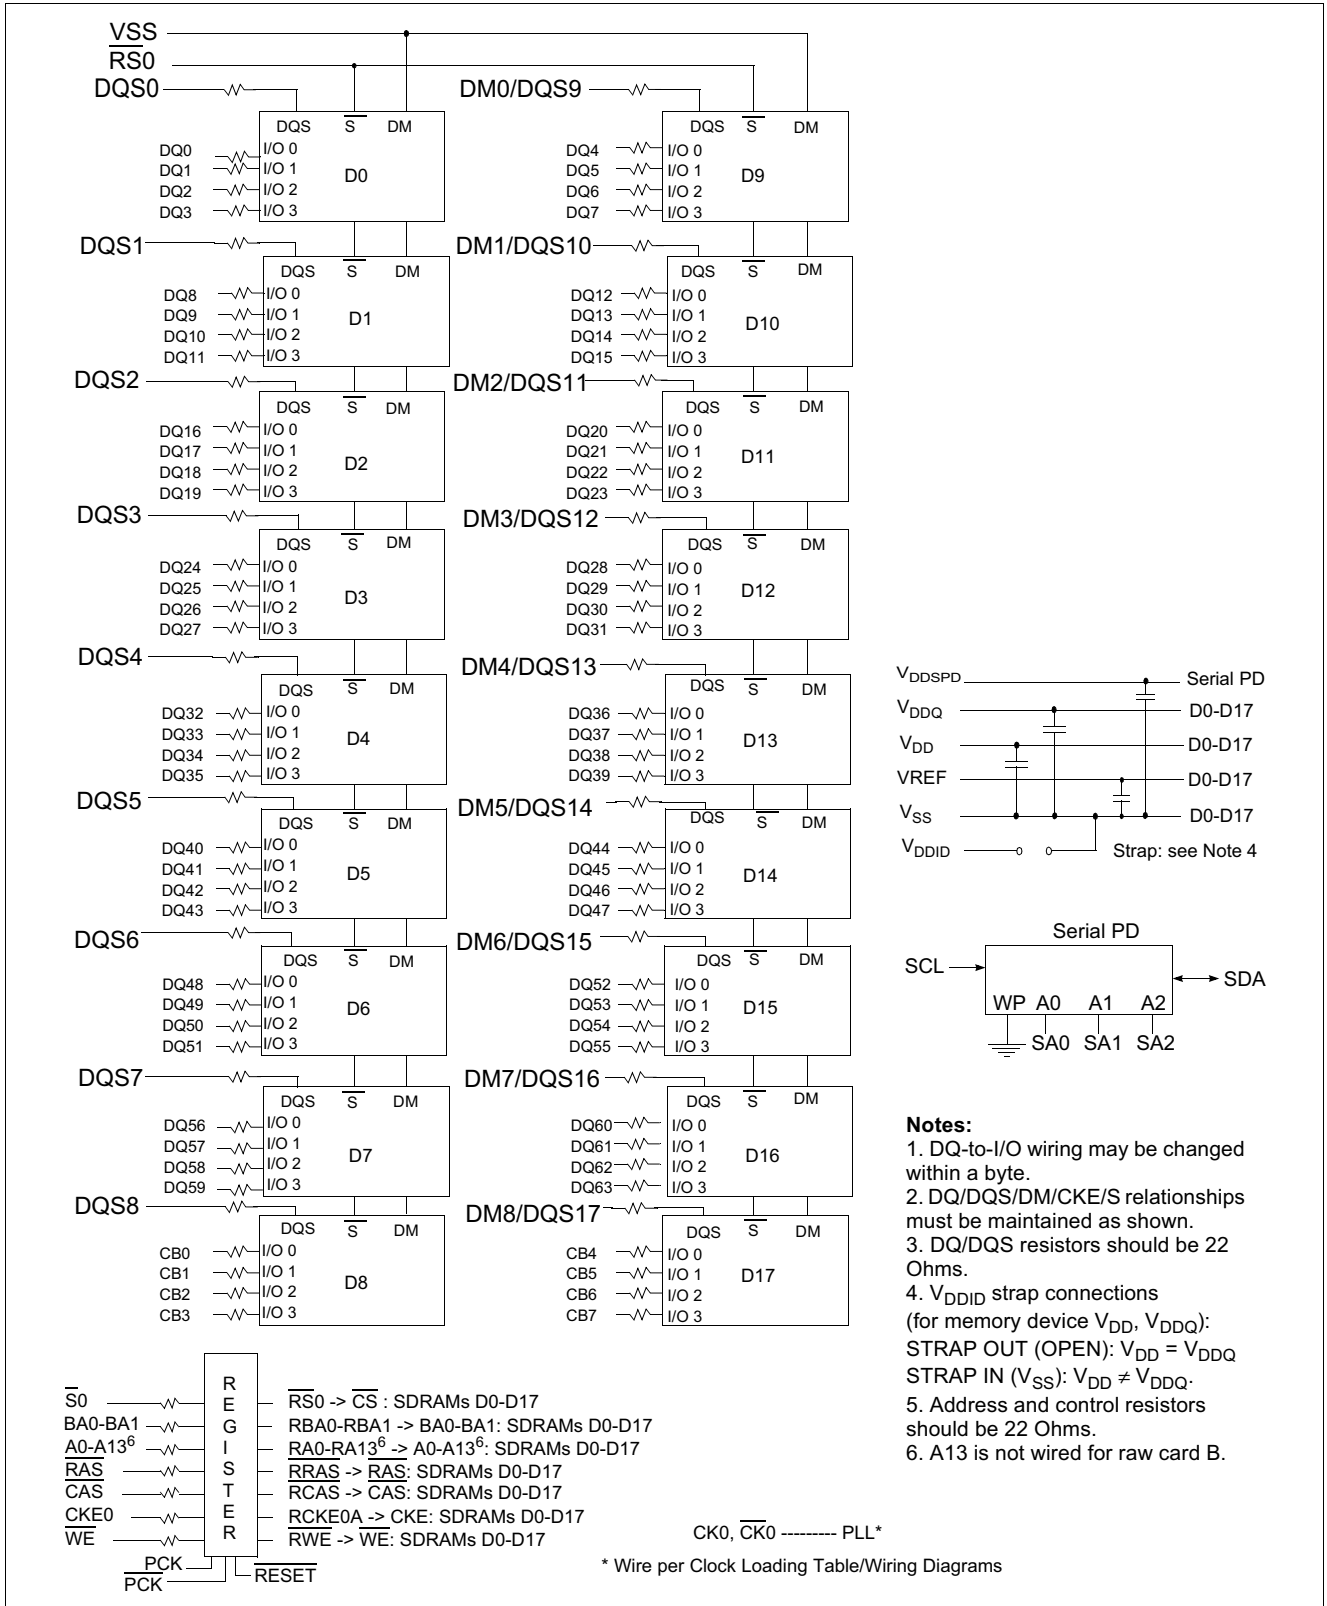 VSS
RS0
DQS0 DM0/DQS9
DQS S DM DQS S DM
DQ0 I/O 0 DQ4 I/O 0
DQ1 I/O 1 D0 DQ5 I/O 1 D9
DQ2 I/O 2 DQ6 I/O 2
DQ3 I/O 3 DQ7 I/O 3
DQS1 DM1/DQS10
DQS S DM DQS S DM
DQ8 I/O 0 DQ12 I/O 0
DQ9 I/O 1 D1 DQ13 I/O 1 D10
DQ10 I/O 2 DQ14 I/O 2
DQ11 I/O 3 DQ15 I/O 3
DQS2 DM2/DQS11
DQS S DM DQS S DM
DQ16 I/O 0 DQ20 I/O 0
DQ17 I/O 1 D2 DQ21 I/O 1 D11
DQ18 I/O 2 DQ22 I/O 2
DQ19 I/O 3 DQ23 I/O 3
DQS3 DM3/DQS12
DQS S DM DQS S DM
DQ24 I/O 0 DQ28 I/O 0
DQ25 I/O 1 D3 DQ29 I/O 1 D12
DQ26 I/O 2 DQ30 I/O 2
DQ27 I/O 3 DQ31 I/O 3
DQS4 DM4/DQS13
DQS S DM DQS S DM
DQ32 I/O 0 DQ36 I/O 0
DQ33 I/O 1 D4 DQ37 I/O 1 D13
DQ34 I/O 2 DQ38 I/O 2
DQ35 I/O 3 DQ39 I/O 3
DQS5 DM5/DQS14
DQS S DM DQS S DM
DQ40 I/O 0 DQ44 I/O 0
DQ41 I/O 1 D5 DQ45 I/O 1 D14
DQ42 I/O 2 DQ46 I/O 2
DQ43 I/O 3 DQ47 I/O 3
DQS6 DM6/DQS15
DQS S DM DQS S DM
DQ48 I/O 0 DQ52 I/O 0
DQ49 I/O 1 D6 DQ53 I/O 1 D15
DQ50 I/O 2 DQ54 I/O 2
DQ51 I/O 3 DQ55 I/O 3
DQS7 DM7/DQS16
DQS S DM DQS S DM
DQ56 I/O 0 DQ60 I/O 0
DQ57 I/O 1 D7 DQ61 I/O 1 D16
DQ58 I/O 2 DQ62 I/O 2
DQ59 I/O 3 DQ63 I/O 3
DQS8 DM8/DQS17
DQS S DM DQS S DM
CB0 I/O 0 CB4 I/O 0
CB1 I/O 1 D8 CB5 I/O 1 D17
CB2 I/O 2 CB6 I/O 2
CB3 I/O 3 CB7 I/O 3
VDDSPD Serial PD
VDDQ D0-D17
VDD D0-D17
VREF D0-D17
VSS D0-D17
VDDID Strap: see Note 4
Serial PD
SCL SDA
WP A0 A1 A2
SA0 SA1 SA2
Notes:
1. DQ-to-I/O wiring may be changed
within a byte.
2. DQ/DQS/DM/CKE/S relationships
must be maintained as shown.
3. DQ/DQS resistors should be 22
Ohms.
4. VDDID strap connections
(for memory device VDD, VDDQ):
STRAP OUT (OPEN): VDD = VDDQ
STRAP IN (VSS): VDD ≠ VDDQ.
5. Address and control resistors
should be 22 Ohms.
6. A13 is not wired for raw card B.
REGISTER
S0 RS0 -> CS : SDRAMs D0-D17
BA0-BA1 RBA0-RBA1 -> BA0-BA1: SDRAMs D0-D17
A0-A13⁶ RA0-RA13⁶ -> A0-A13⁶: SDRAMs D0-D17
RAS RRAS -> RAS: SDRAMs D0-D17
CAS RCAS -> CAS: SDRAMs D0-D17
CKE0 RCKE0A -> CKE: SDRAMs D0-D17
WE RWE -> WE: SDRAMs D0-D17
PCK
PCK
RESET
CK0, CK0 --------- PLL*
* Wire per Clock Loading Table/Wiring Diagrams